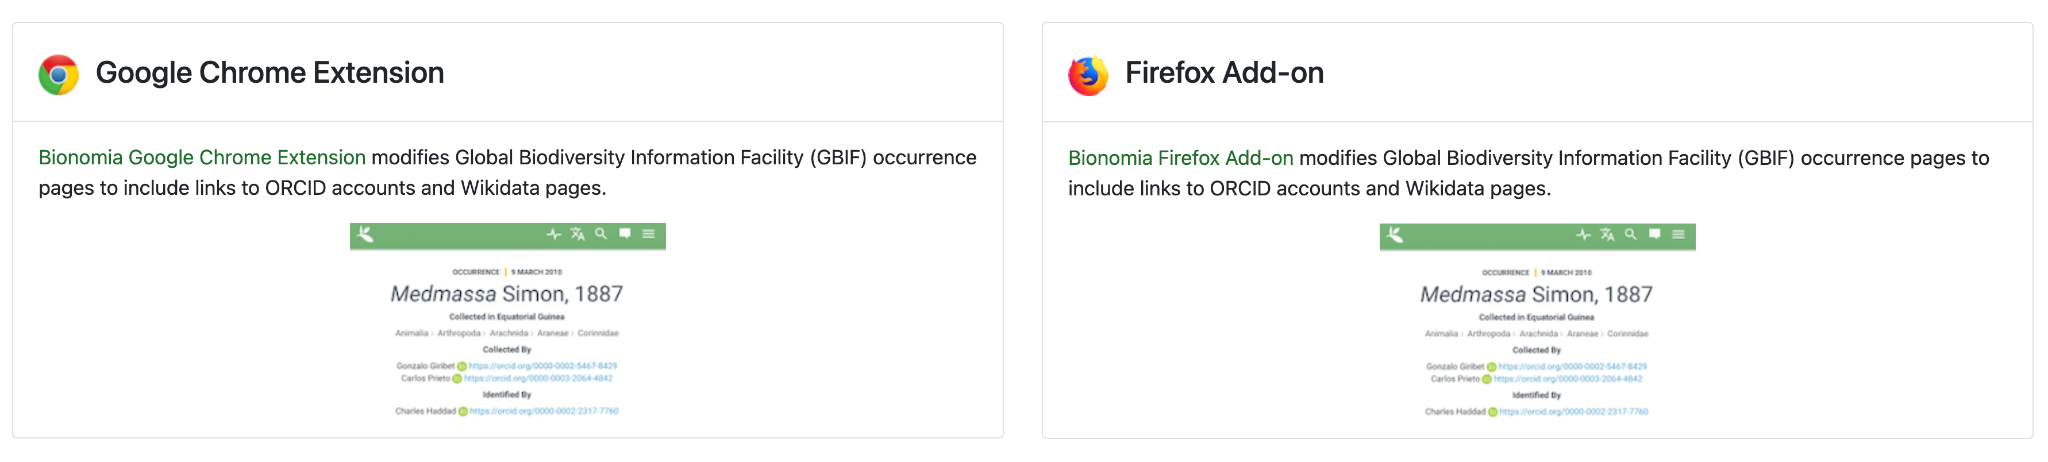 Google Chrome Extension
Bionomia Google Chrome Extension modifies Global Biodiversity Information Facility (GBIF) occurrence
pages to include links to ORCID accounts and Wikidata pages.
OCCURRENCE | 9 MARCH 2010
Medmassa Simon, 1887
Collected in Equatorial Guinea
Animalia › Arthropoda › Arachnida › Araneae › Corinnidae
Collected By
Gonzalo Giribet iD https://orcid.org/0000-0002-5467-8429
Carlos Prieto iD https://orcid.org/0000-0003-2064-4842
Identified By
Charles Haddad iD https://orcid.org/0000-0002-2317-7760
Firefox Add-on
Bionomia Firefox Add-on modifies Global Biodiversity Information Facility (GBIF) occurrence pages to
include links to ORCID accounts and Wikidata pages.
OCCURRENCE | 9 MARCH 2010
Medmassa Simon, 1887
Collected in Equatorial Guinea
Animalia › Arthropoda › Arachnida › Araneae › Corinnidae
Collected By
Gonzalo Giribet iD https://orcid.org/0000-0002-5467-8429
Carlos Prieto iD https://orcid.org/0000-0003-2064-4842
Identified By
Charles Haddad iD https://orcid.org/0000-0002-2317-7760